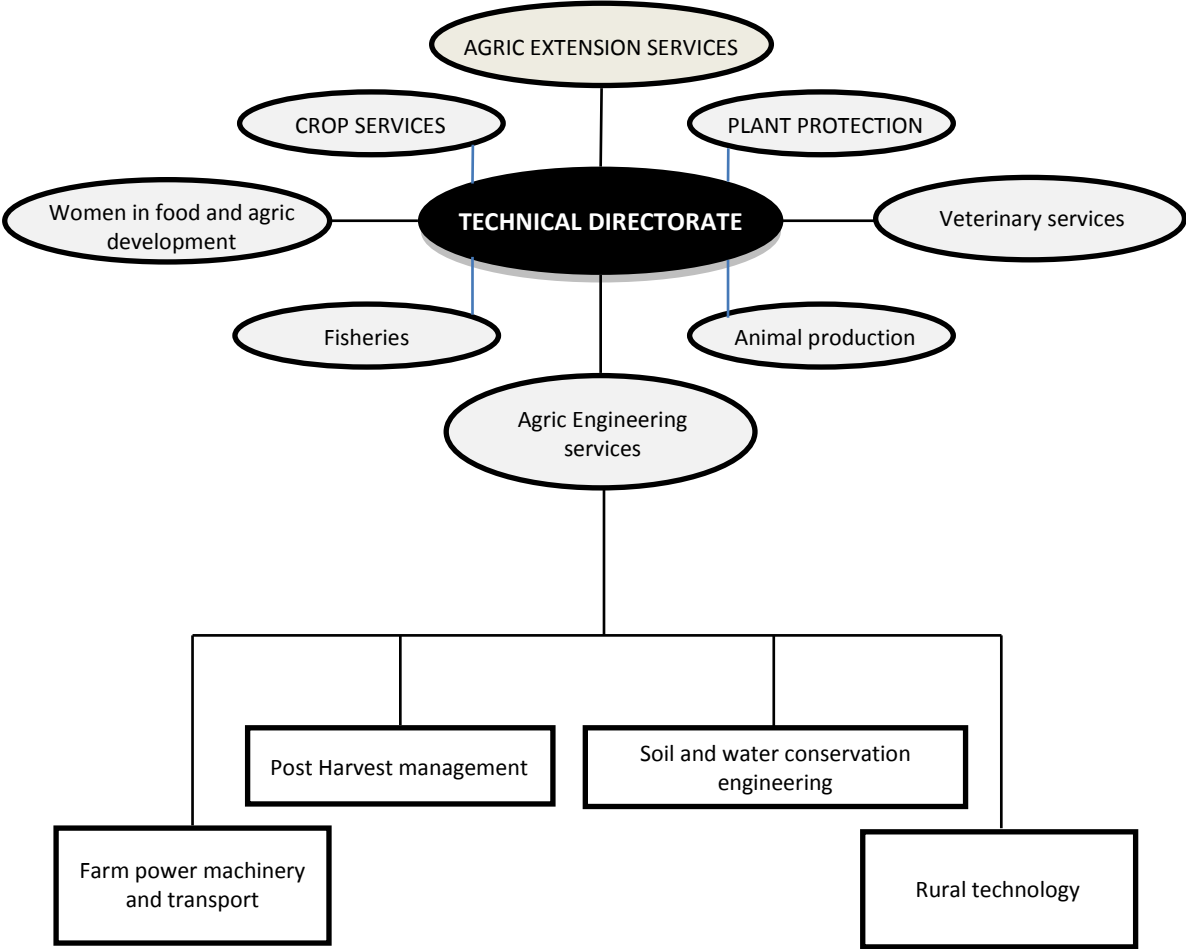 AGRIC EXTENSION SERVICES
CROP SERVICES
PLANT PROTECTION
Women in food and agric
development
TECHNICAL DIRECTORATE
Veterinary services
Fisheries
Animal production
Agric Engineering
services
Post Harvest management
Soil and water conservation
engineering
Farm power machinery
and transport
Rural technology